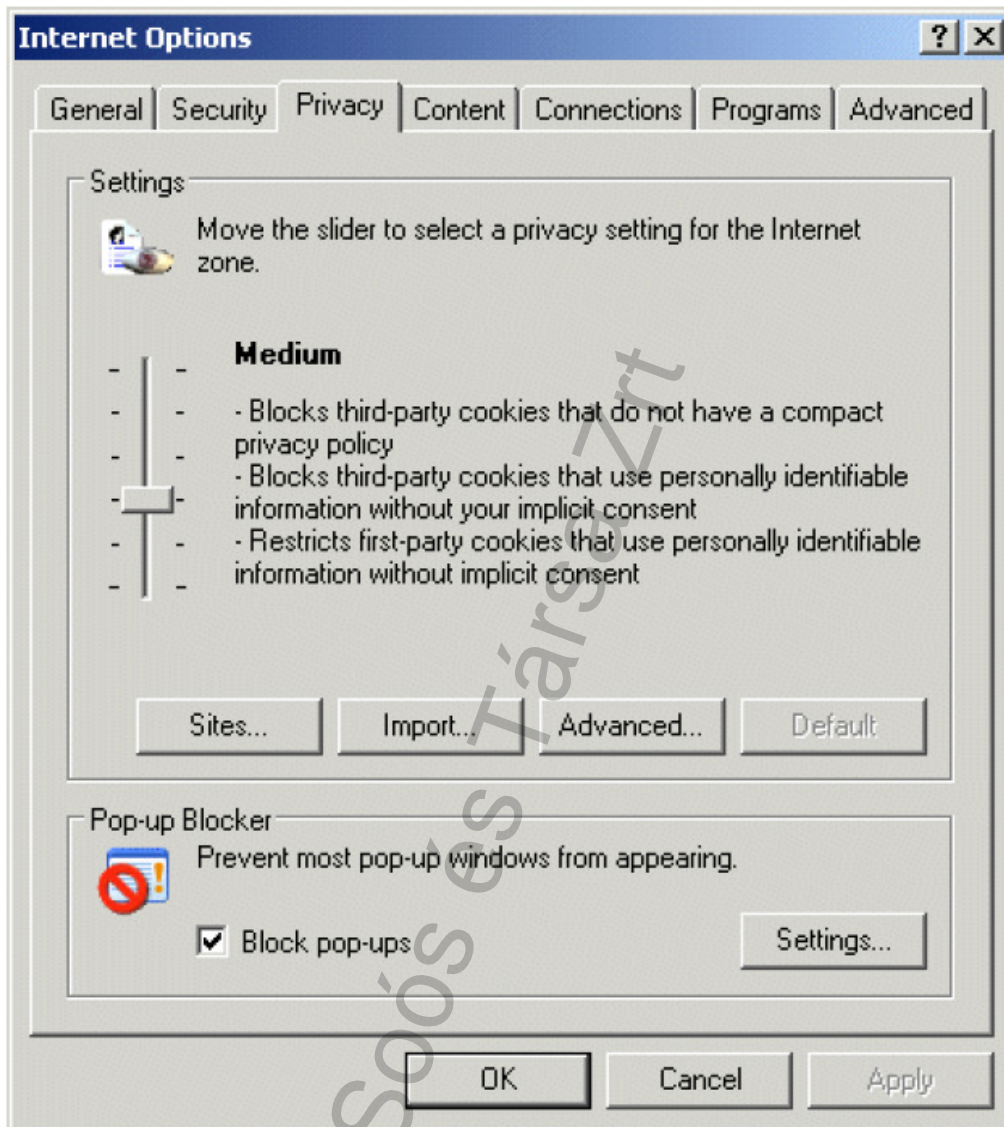 Internet Options
General Security Privacy Content Connections Programs Advanced
Settings
Move the slider to select a privacy setting for the Internet
zone.
Medium
- Blocks third-party cookies that do not have a compact
privacy policy
- Blocks third-party cookies that use personally identifiable
information without your implicit consent
- Restricts first-party cookies that use personally identifiable
information without implicit consent
Sites... Import... Advanced... Default
Pop-up Blocker
Prevent most pop-up windows from appearing.
Block pop-ups
Settings...
OK Cancel Apply
Soós és Társa Zrt